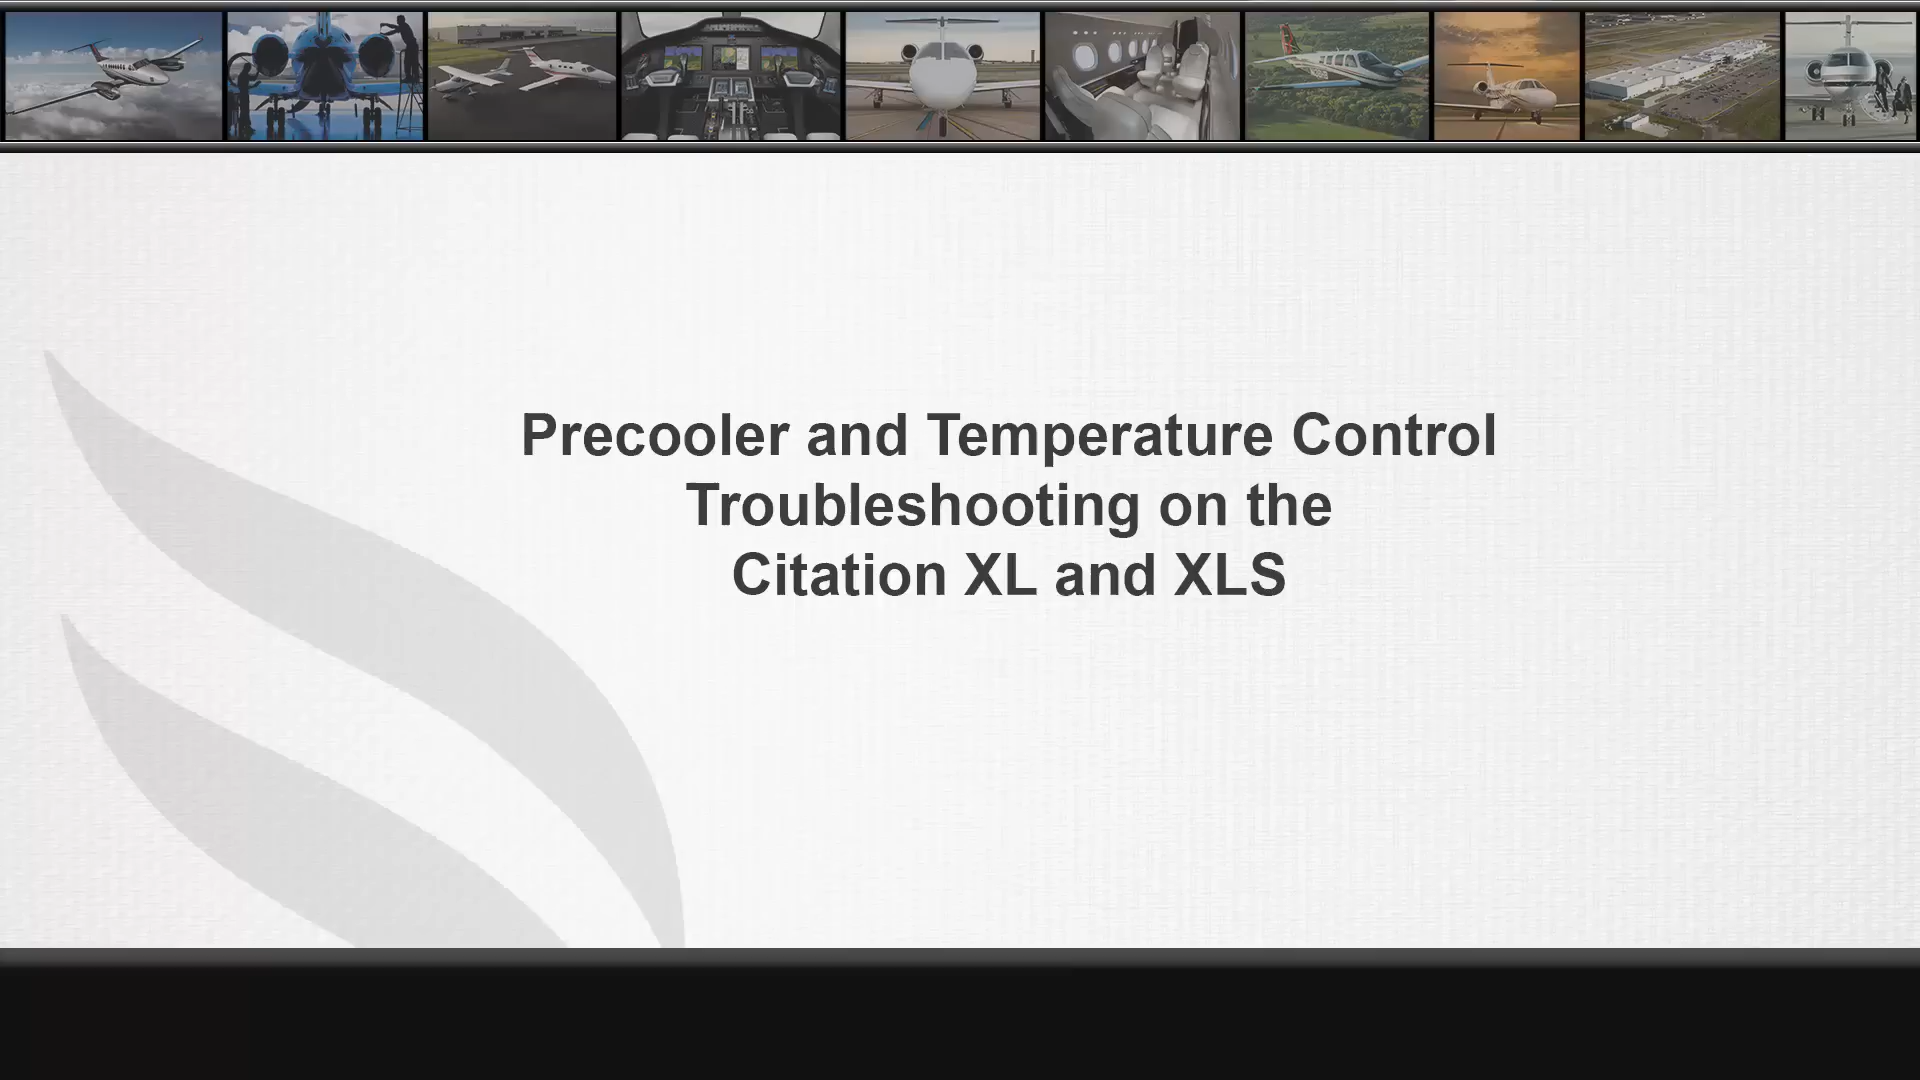 Precooler and Temperature Control
Troubleshooting on the
Citation XL and XLS